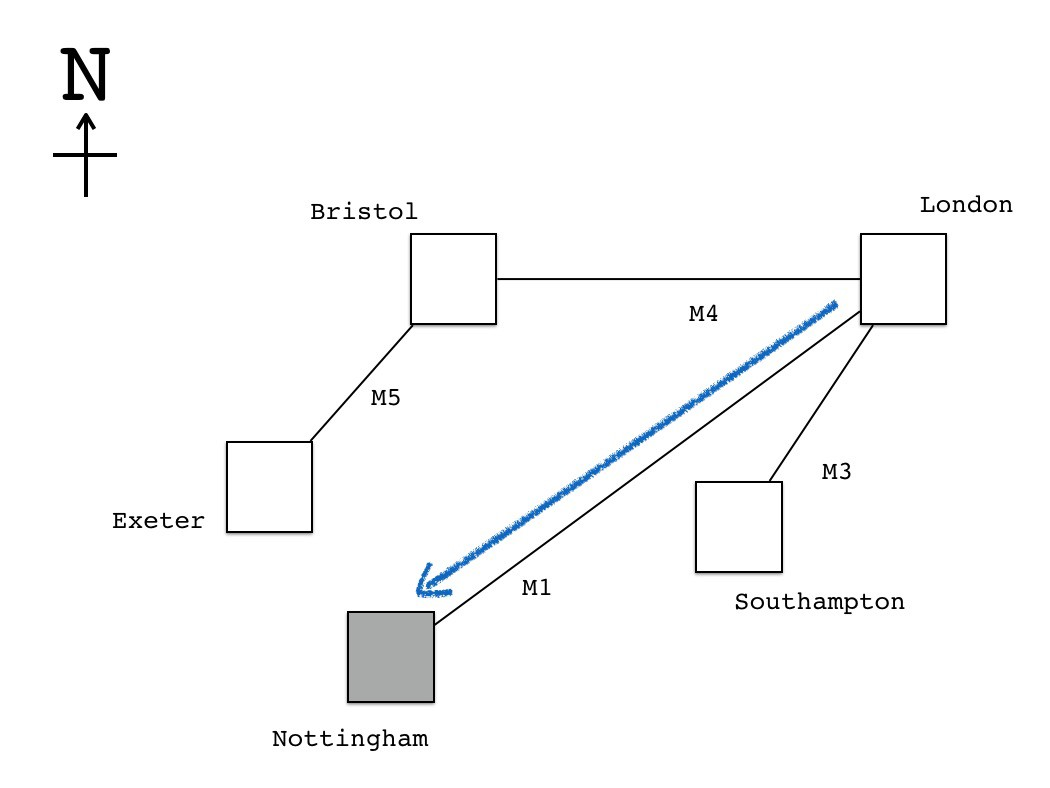 N
Bristol
London
M4
M5
M3
Exeter
M1
Southampton
Nottingham